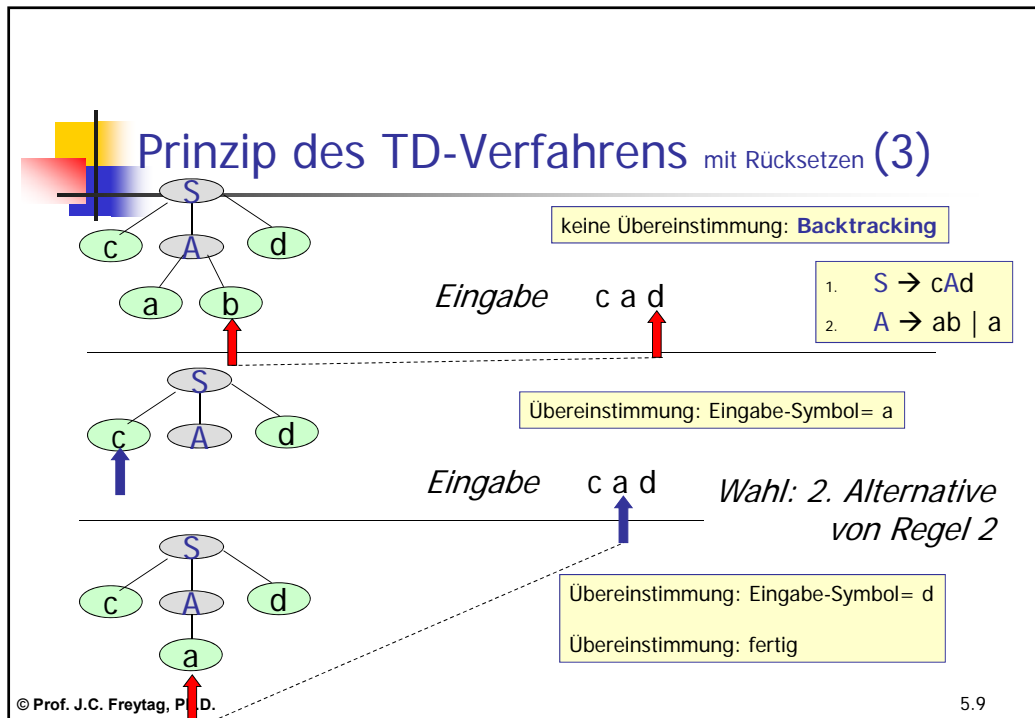 Prinzip des TD-Verfahrens mit Rücksetzen (3)
S
c A d
a b
keine Übereinstimmung: Backtracking
Eingabe c a d
1. S → cAd
2. A → ab | a
S
c A d
Übereinstimmung: Eingabe-Symbol= a
Eingabe c a d
Wahl: 2. Alternative
von Regel 2
S
c A d
a
Übereinstimmung: Eingabe-Symbol= d
Übereinstimmung: fertig
© Prof. J.C. Freytag, Ph.D.
5.9